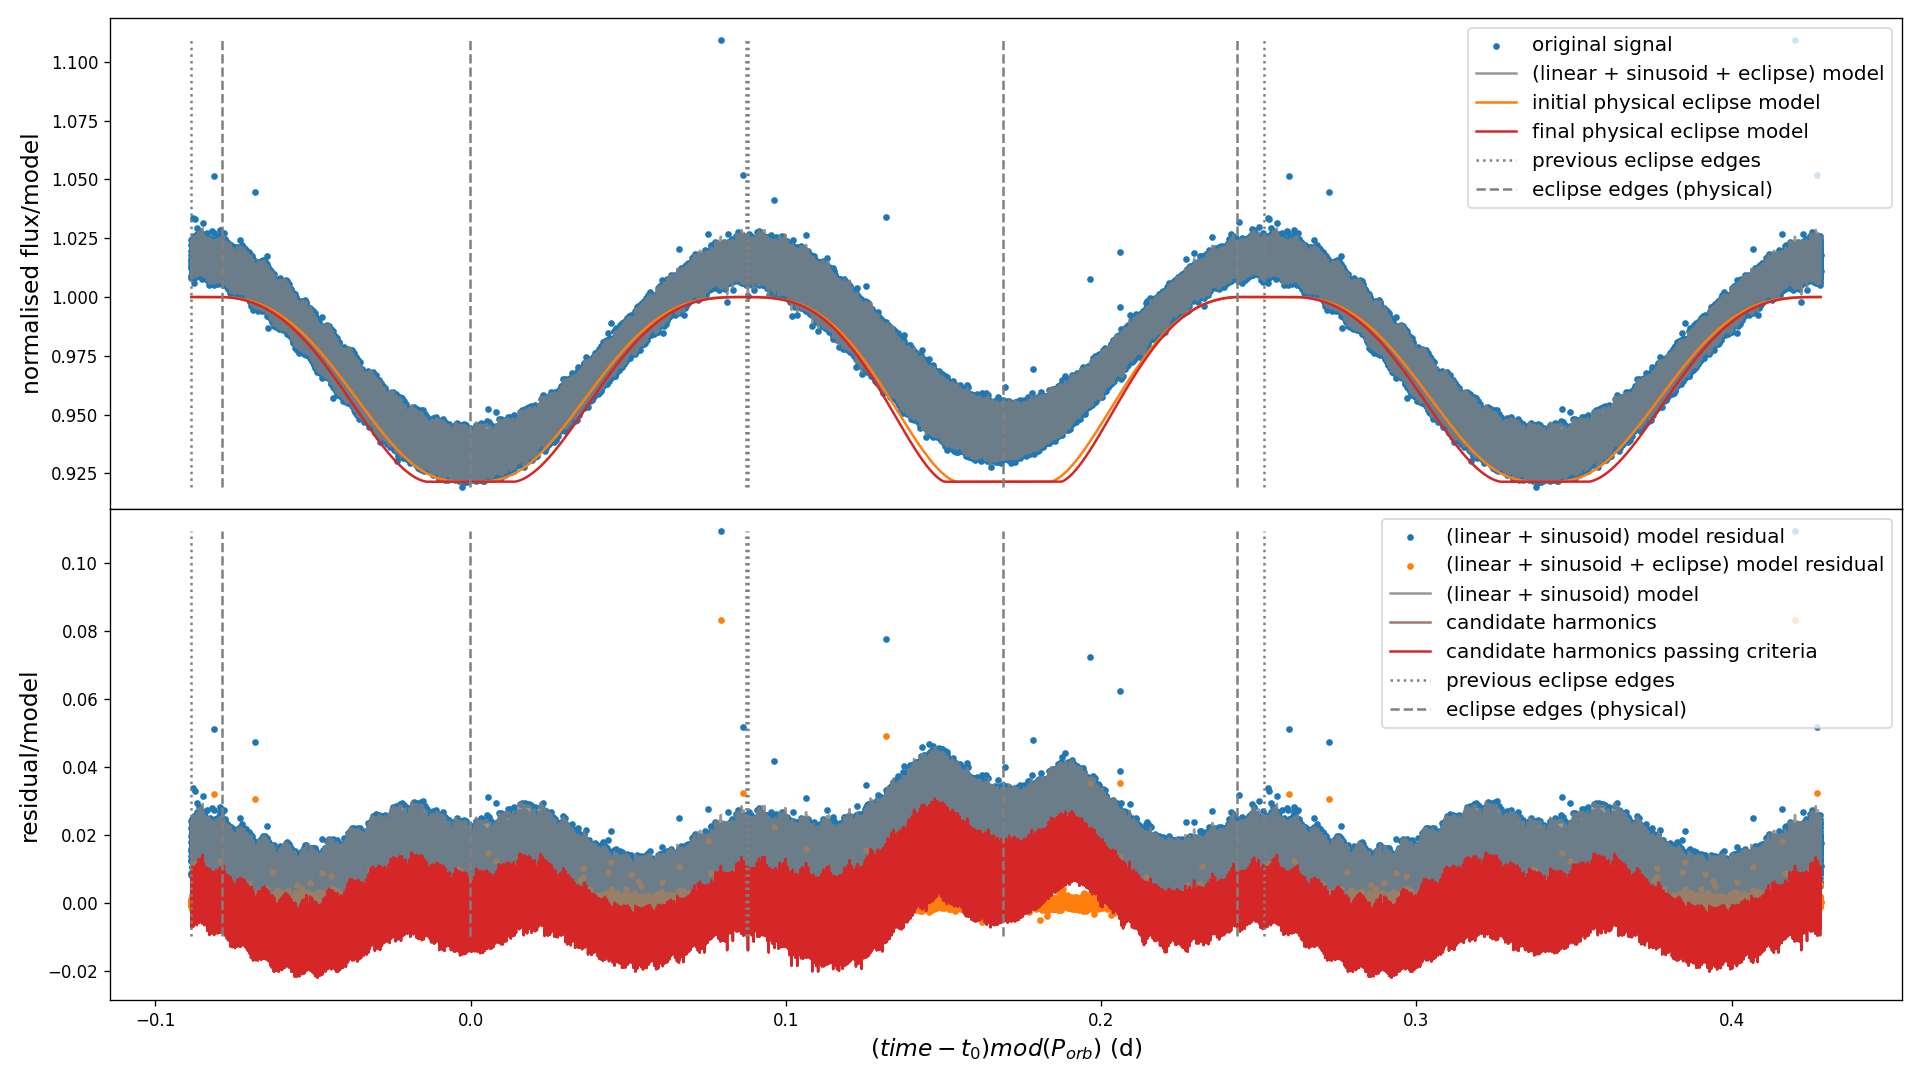 normalised flux/model
1.100
1.075
1.050
1.025
1.000
0.975
0.950
0.925
original signal
(linear + sinusoid + eclipse) model
initial physical eclipse model
final physical eclipse model
previous eclipse edges
eclipse edges (physical)
residual/model
0.10
0.08
0.06
0.04
0.02
0.00
−0.02
(linear + sinusoid) model residual
(linear + sinusoid + eclipse) model residual
(linear + sinusoid) model
candidate harmonics
candidate harmonics passing criteria
previous eclipse edges
eclipse edges (physical)
−0.1 0.0 0.1 0.2 0.3 0.4
(time − t₀)mod(P_orb) (d)